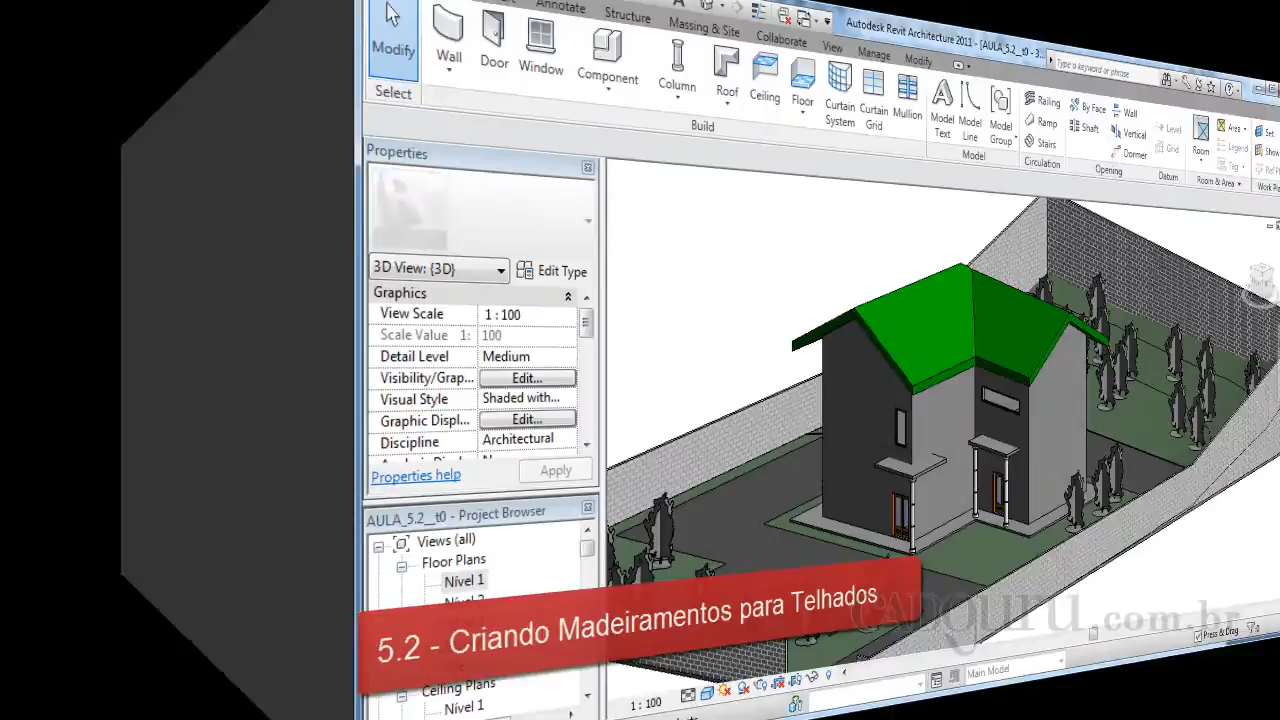 Annotate
Structure
Massing & Site
Collaborate
View
Manage
Modify
Autodesk Revit Architecture 2011 - [AULA_5.2__t0 - 3...
Type a keyword or phrase
Modify
Wall
Door
Window
Component
Column
Roof
Ceiling
Floor
Curtain System
Curtain Grid
Mullion
Model Text
Model Line
Model Group
Railing
Ramp
Stairs
By Face
Shaft
Wall
Vertical
Dormer
Level
Grid
Room
Area
Legend
Tag
Set
Show
Select
Build
Model
Circulation
Opening
Datum
Room & Area
Properties
3D View: {3D}
Edit Type
Graphics
View Scale 1 : 100
Scale Value 1: 100
Detail Level Medium
Visibility/Grap... Edit...
Visual Style Shaded with...
Graphic Displ... Edit...
Discipline Architectural
Properties help
Apply
AULA_5.2__t0 - Project Browser
Views (all)
Floor Plans
Nível 1
5.2 - Criando Madeiramentos para Telhados
CADGURU.com.br
Ceiling Plans
Nível 1
1 : 100
Main Model
Press & Drag